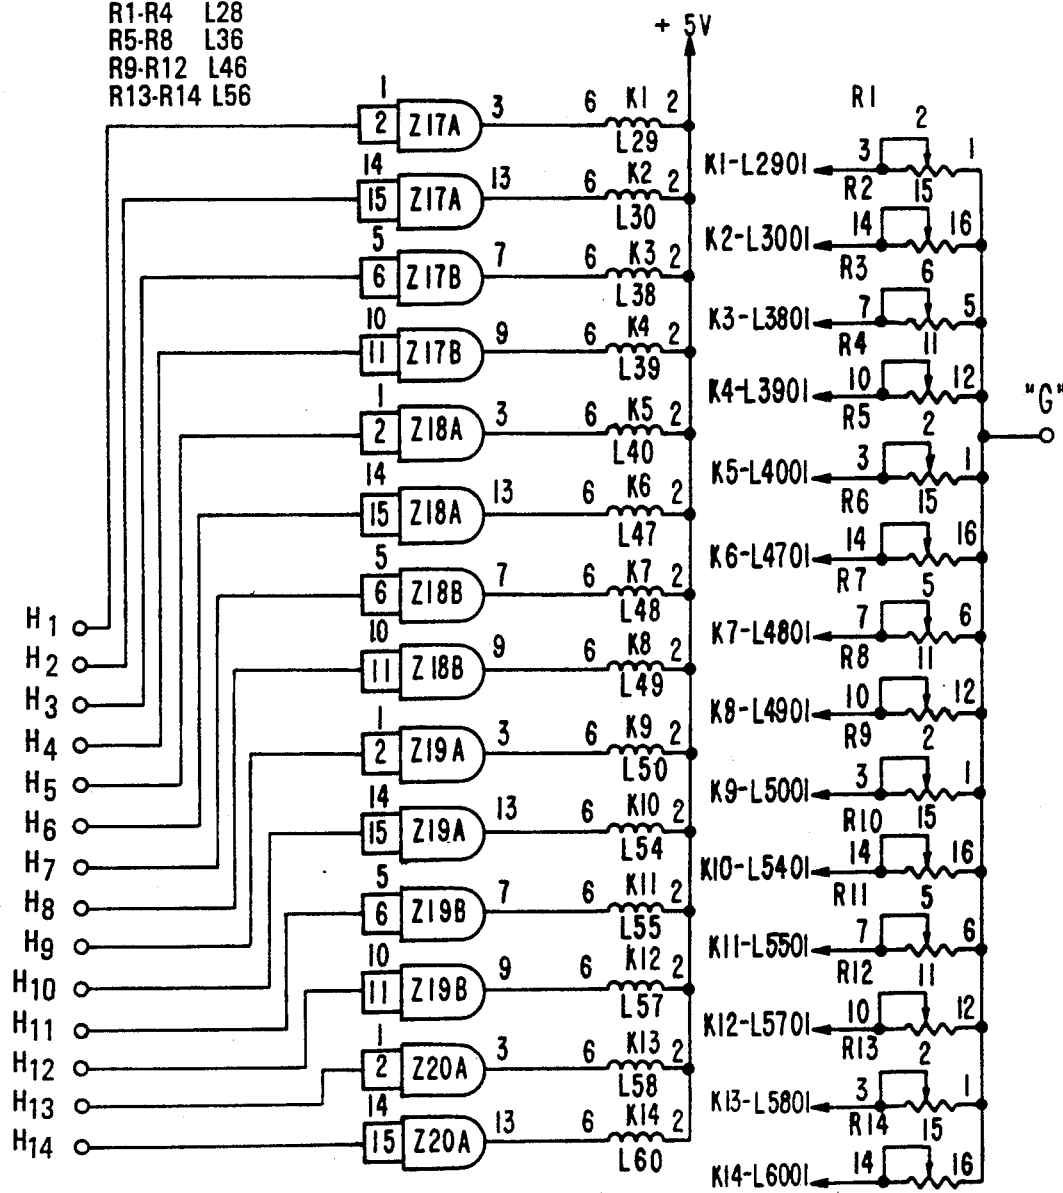 R1-R4 L28
R5-R8 L36
R9-R12 L46
R13-R14 L56
+ 5V
1
2 Z17A 3 6 K1 2
L29
14
15 Z17A 13 6 K2 2
L30
5
6 Z17B 7 6 K3 2
L38
10
11 Z17B 9 6 K4 2
L39
1
2 Z18A 3 6 K5 2
L40
14
15 Z18A 13 6 K6 2
L47
5
6 Z18B 7 6 K7 2
L48
10
11 Z18B 9 6 K8 2
L49
1
2 Z19A 3 6 K9 2
L50
14
15 Z19A 13 6 K10 2
L54
5
6 Z19B 7 6 K11 2
L55
10
11 Z19B 9 6 K12 2
L57
1
2 Z20A 3 6 K13 2
L58
14
15 Z20A 13 6 K14 2
L60
H1
H2
H3
H4
H5
H6
H7
H8
H9
H10
H11
H12
H13
H14
R1
2
K1-L2901 3 1
R2 15
K2-L3001 14 16
R3 6
K3-L3801 7 5
R4 11
K4-L3901 10 12
R5 2
K5-L4001 3 1
R6 15
K6-L4701 14 16
R7 5
K7-L4801 7 6
R8 11
K8-L4901 10 12
R9 2
K9-L5001 3 1
R10 15
K10-L5401 14 16
R11 5
K11-L5501 7 6
R12 11
K12-L5701 10 12
R13 2
K13-L5801 3 1
R14 15
K14-L6001 14 16
"G"